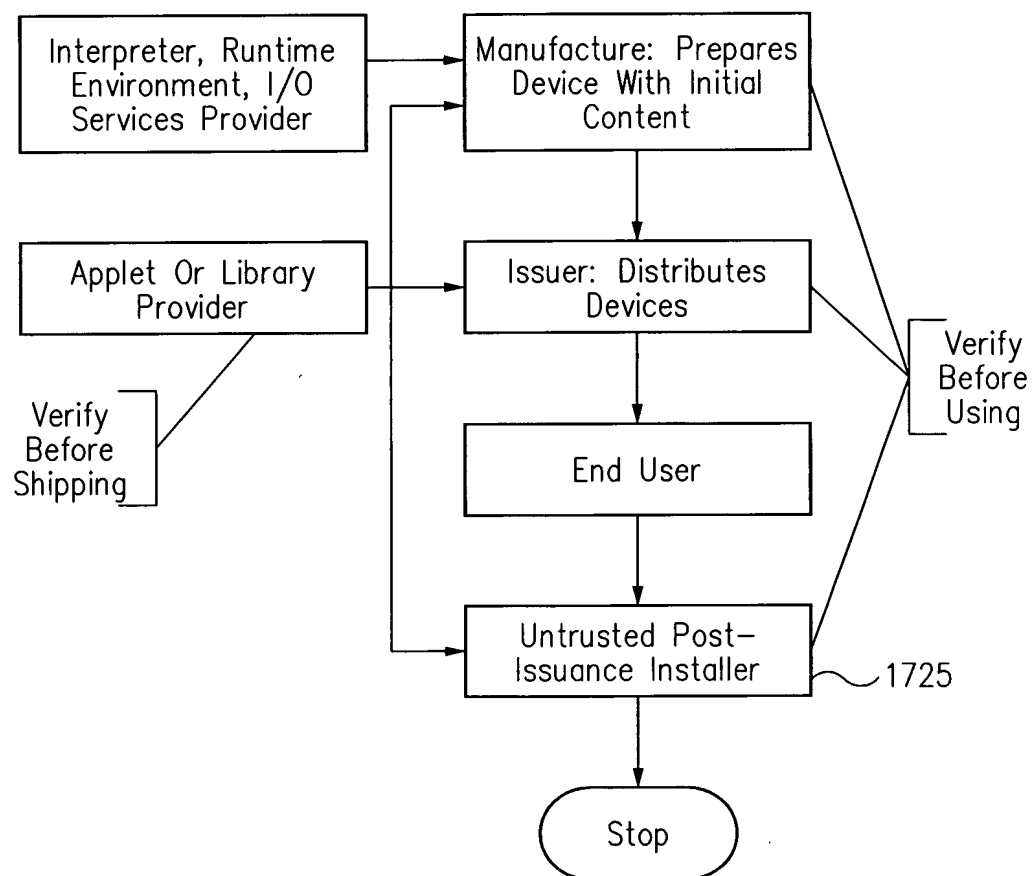 Interpreter, Runtime
Environment, I/O
Services Provider
Manufacture: Prepares
Device With Initial
Content
Applet Or Library
Provider
Issuer: Distributes
Devices
Verify
Before
Using
Verify
Before
Shipping
End User
Untrusted Post-
Issuance Installer
1725
Stop